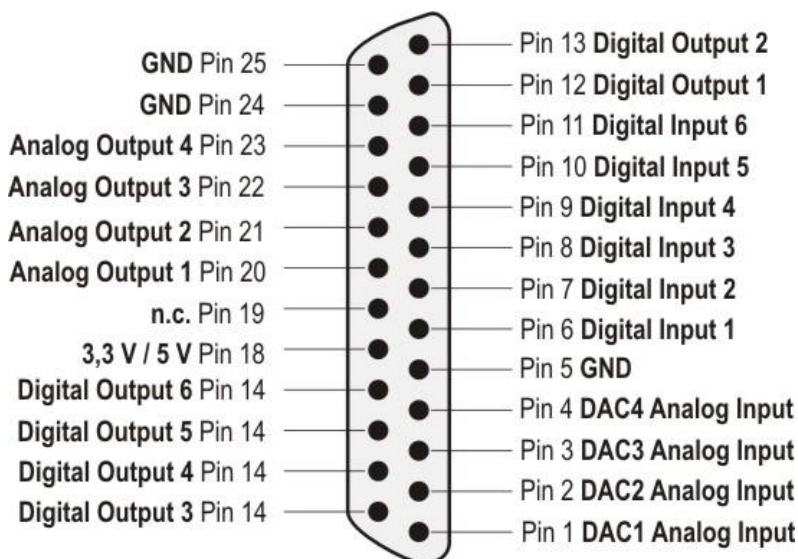 GND Pin 25
GND Pin 24
Analog Output 4 Pin 23
Analog Output 3 Pin 22
Analog Output 2 Pin 21
Analog Output 1 Pin 20
n.c. Pin 19
3,3 V / 5 V Pin 18
Digital Output 6 Pin 14
Digital Output 5 Pin 14
Digital Output 4 Pin 14
Digital Output 3 Pin 14
Pin 13 Digital Output 2
Pin 12 Digital Output 1
Pin 11 Digital Input 6
Pin 10 Digital Input 5
Pin 9 Digital Input 4
Pin 8 Digital Input 3
Pin 7 Digital Input 2
Pin 6 Digital Input 1
Pin 5 GND
Pin 4 DAC4 Analog Input
Pin 3 DAC3 Analog Input
Pin 2 DAC2 Analog Input
Pin 1 DAC1 Analog Input